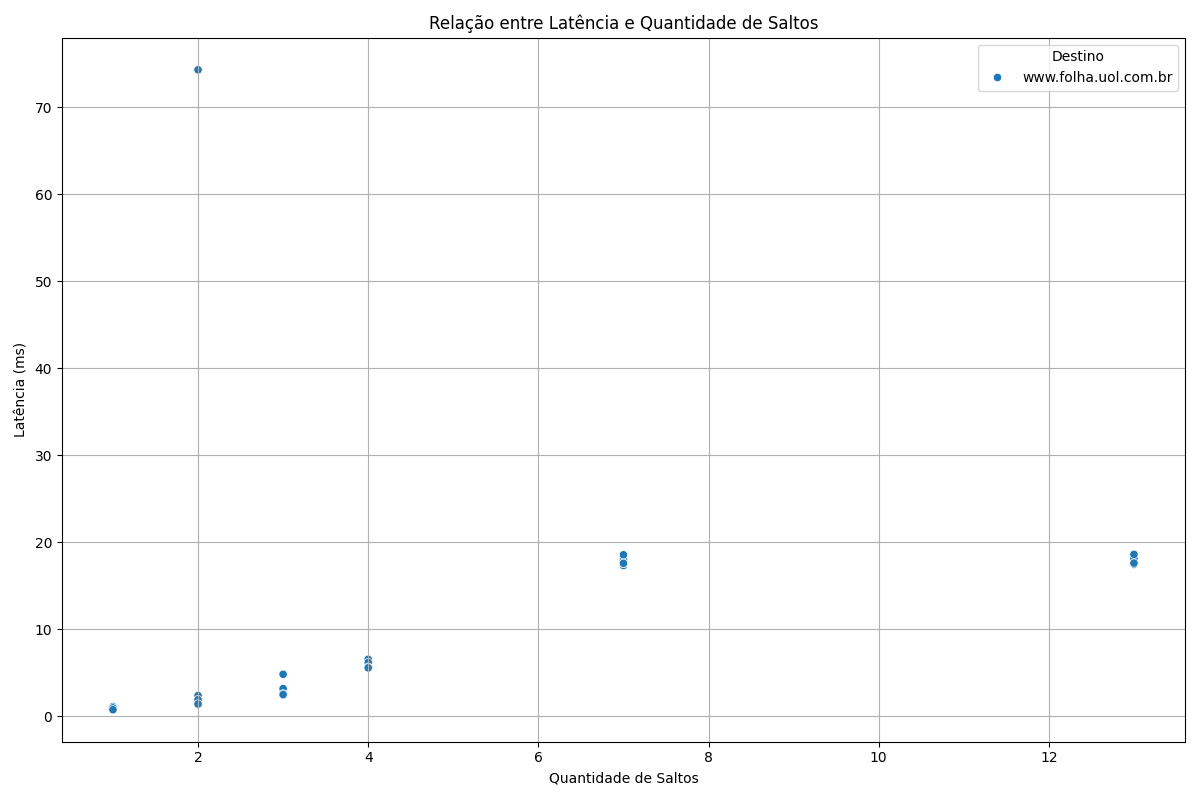 Relação entre Latência e Quantidade de Saltos
Destino
www.folha.uol.com.br
70
60
50
40
30
20
10
0
Latência (ms)
2 4 6 8 10 12
Quantidade de Saltos